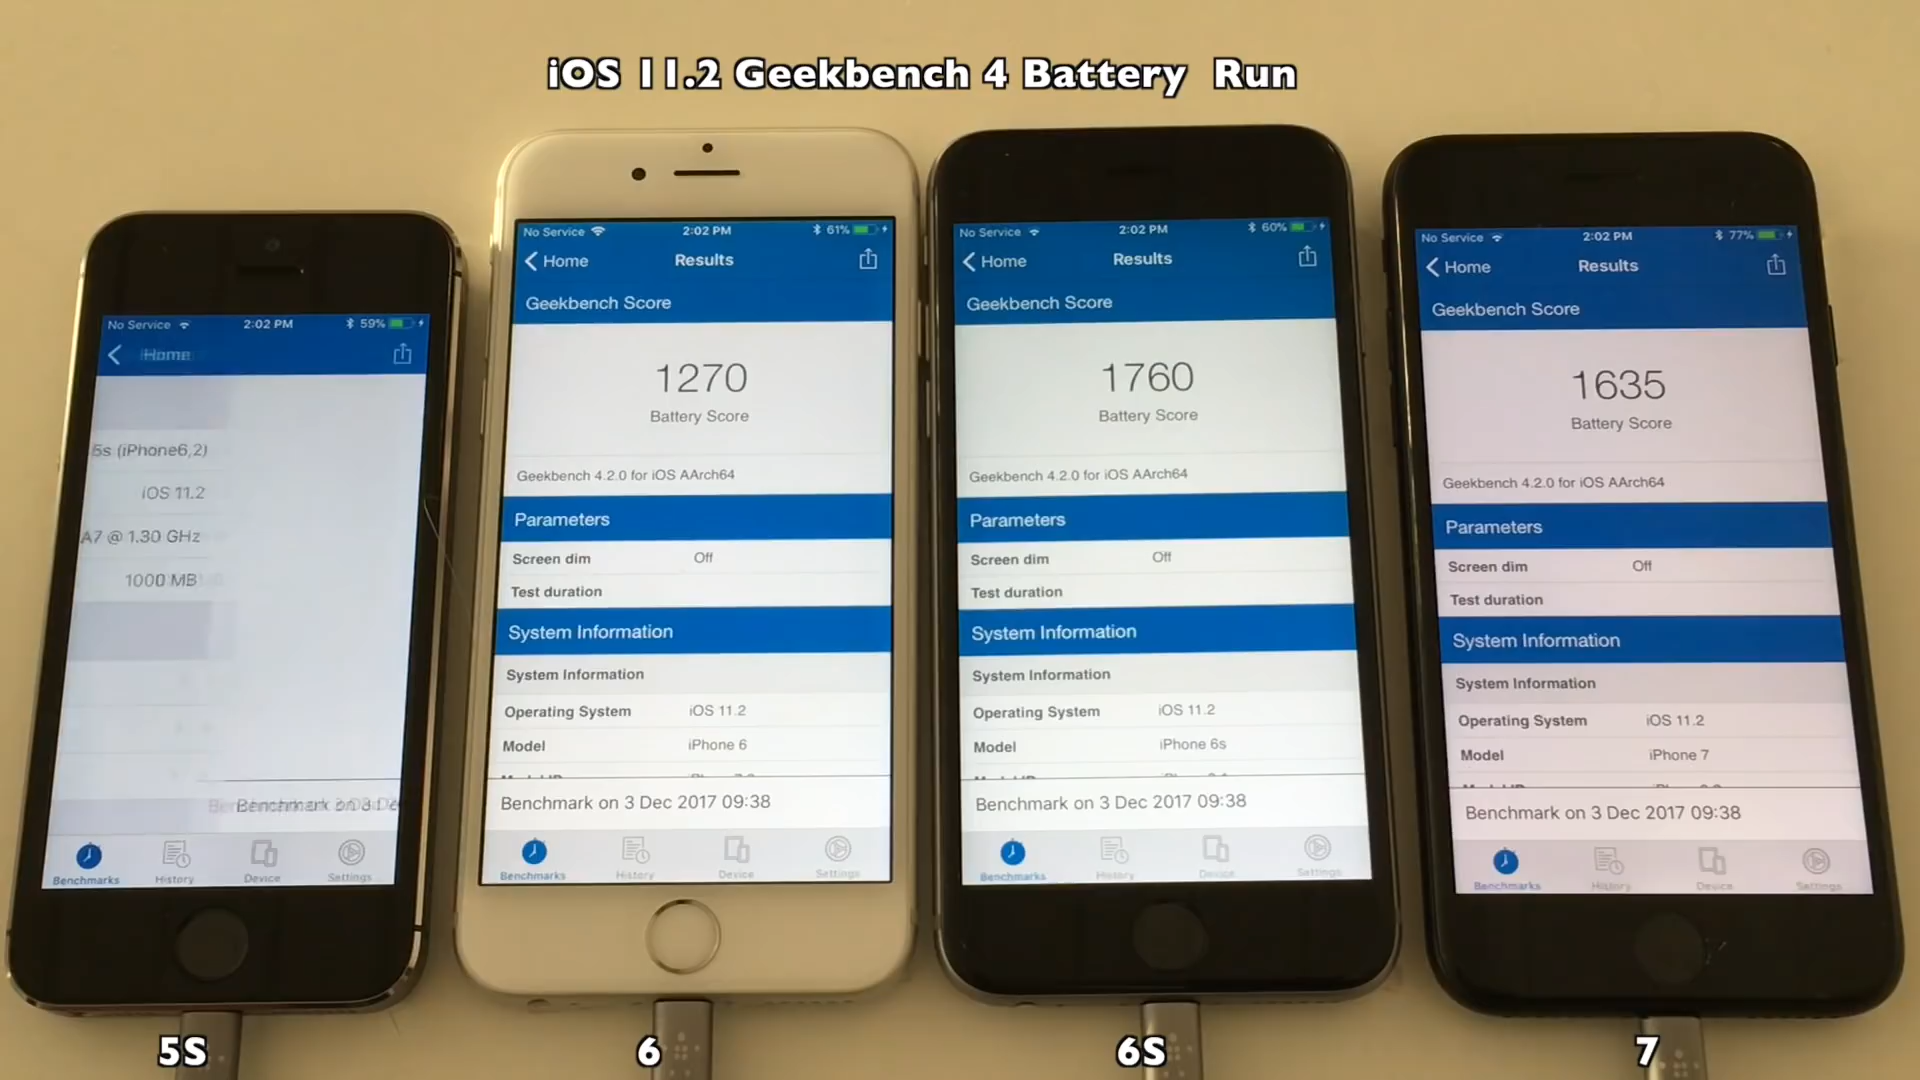 iOS 11.2 Geekbench 4 Battery Run
No Service 2:02 PM 59%
Home
5s (iPhone6,2)
iOS 11.2
A7 @ 1.30 GHz
1000 MB
Benchmarks History Device Settings
5S
No Service 2:02 PM 61%
Home Results
Geekbench Score
1270
Battery Score
Geekbench 4.2.0 for iOS AArch64
Parameters
Screen dim Off
Test duration
System Information
System Information
Operating System iOS 11.2
Model iPhone 6
Benchmark on 3 Dec 2017 09:38
Benchmarks History Device Settings
6
No Service 2:02 PM 60%
Home Results
Geekbench Score
1760
Battery Score
Geekbench 4.2.0 for iOS AArch64
Parameters
Screen dim Off
Test duration
System Information
System Information
Operating System iOS 11.2
Model iPhone 6s
Benchmark on 3 Dec 2017 09:38
Benchmarks History Device Settings
6S
No Service 2:02 PM 77%
Home Results
Geekbench Score
1635
Battery Score
Geekbench 4.2.0 for iOS AArch64
Parameters
Screen dim Off
Test duration
System Information
System Information
Operating System iOS 11.2
Model iPhone 7
Benchmark on 3 Dec 2017 09:38
Benchmarks History Device Settings
7